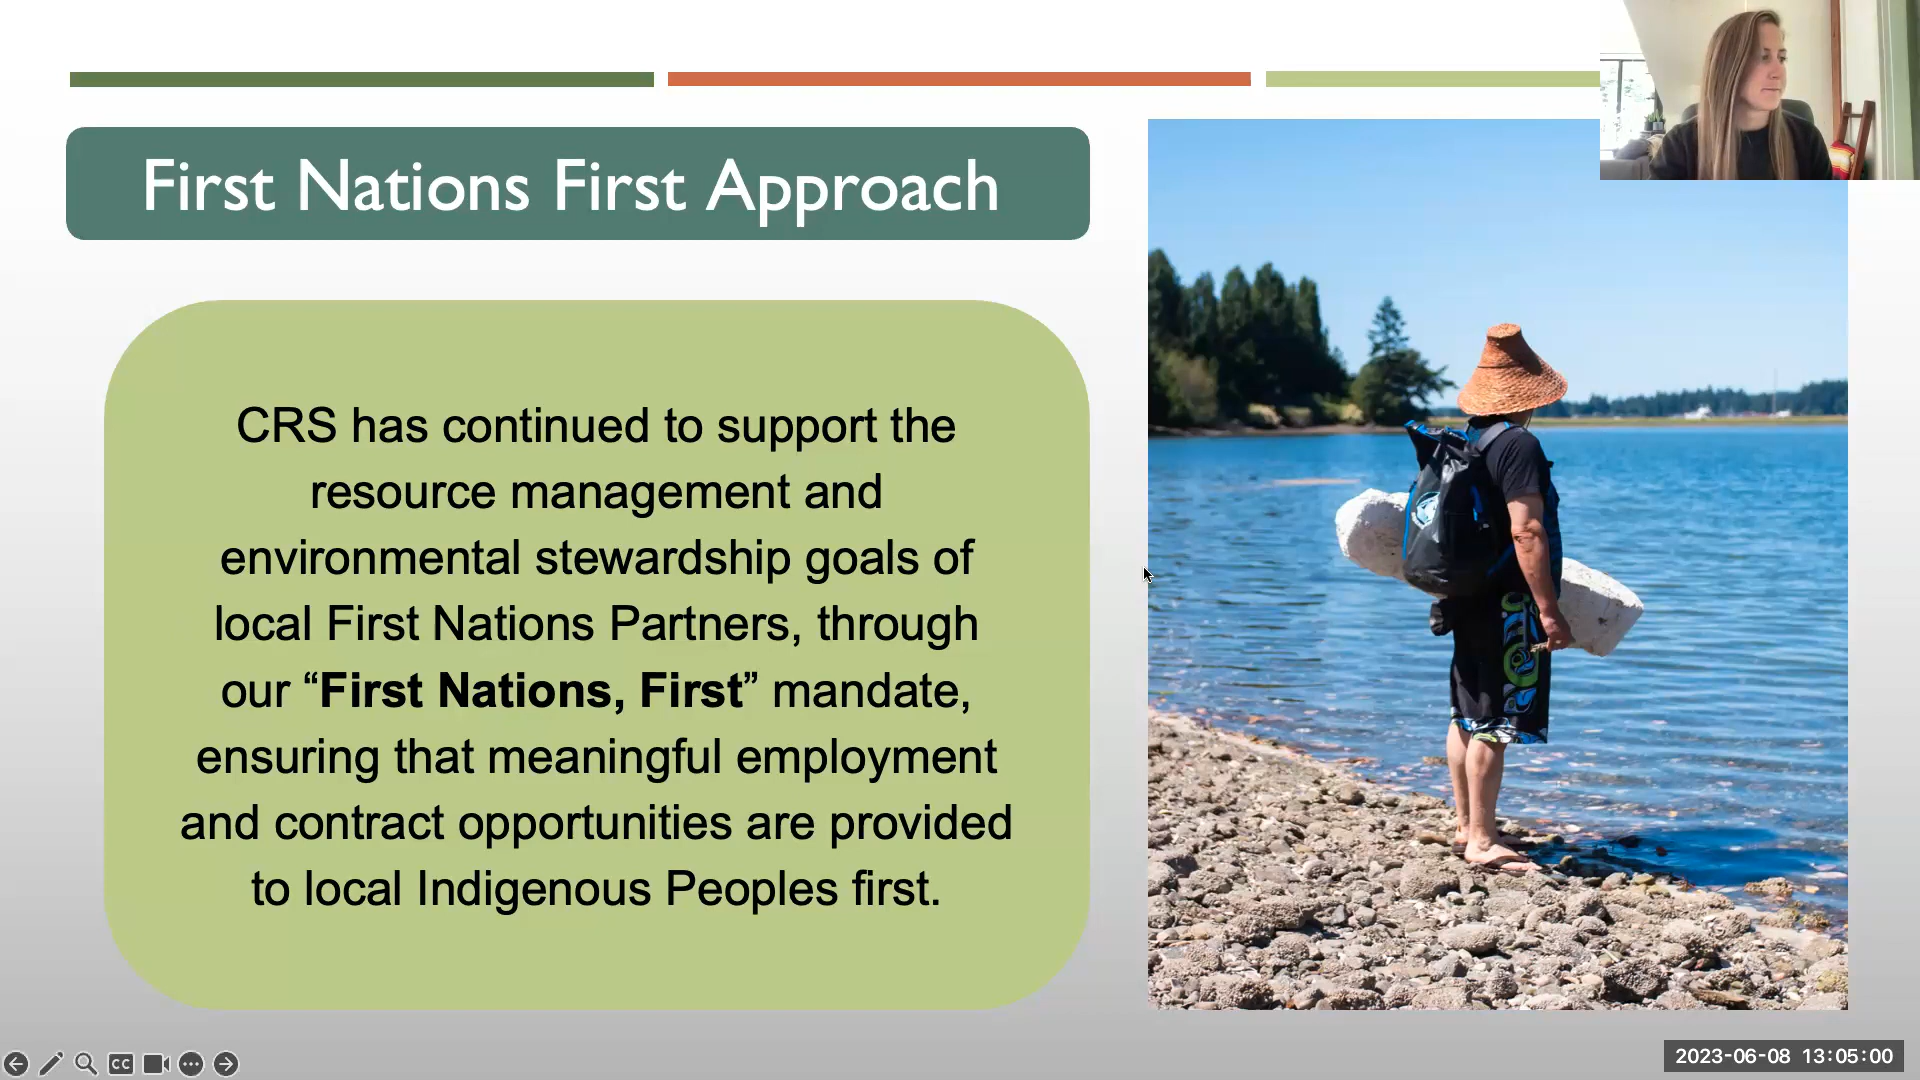 First Nations First Approach
CRS has continued to support the
resource management and
environmental stewardship goals of
local First Nations Partners, through
our “First Nations, First” mandate,
ensuring that meaningful employment
and contract opportunities are provided
to local Indigenous Peoples first.
CC
2023-06-08 13:05:00